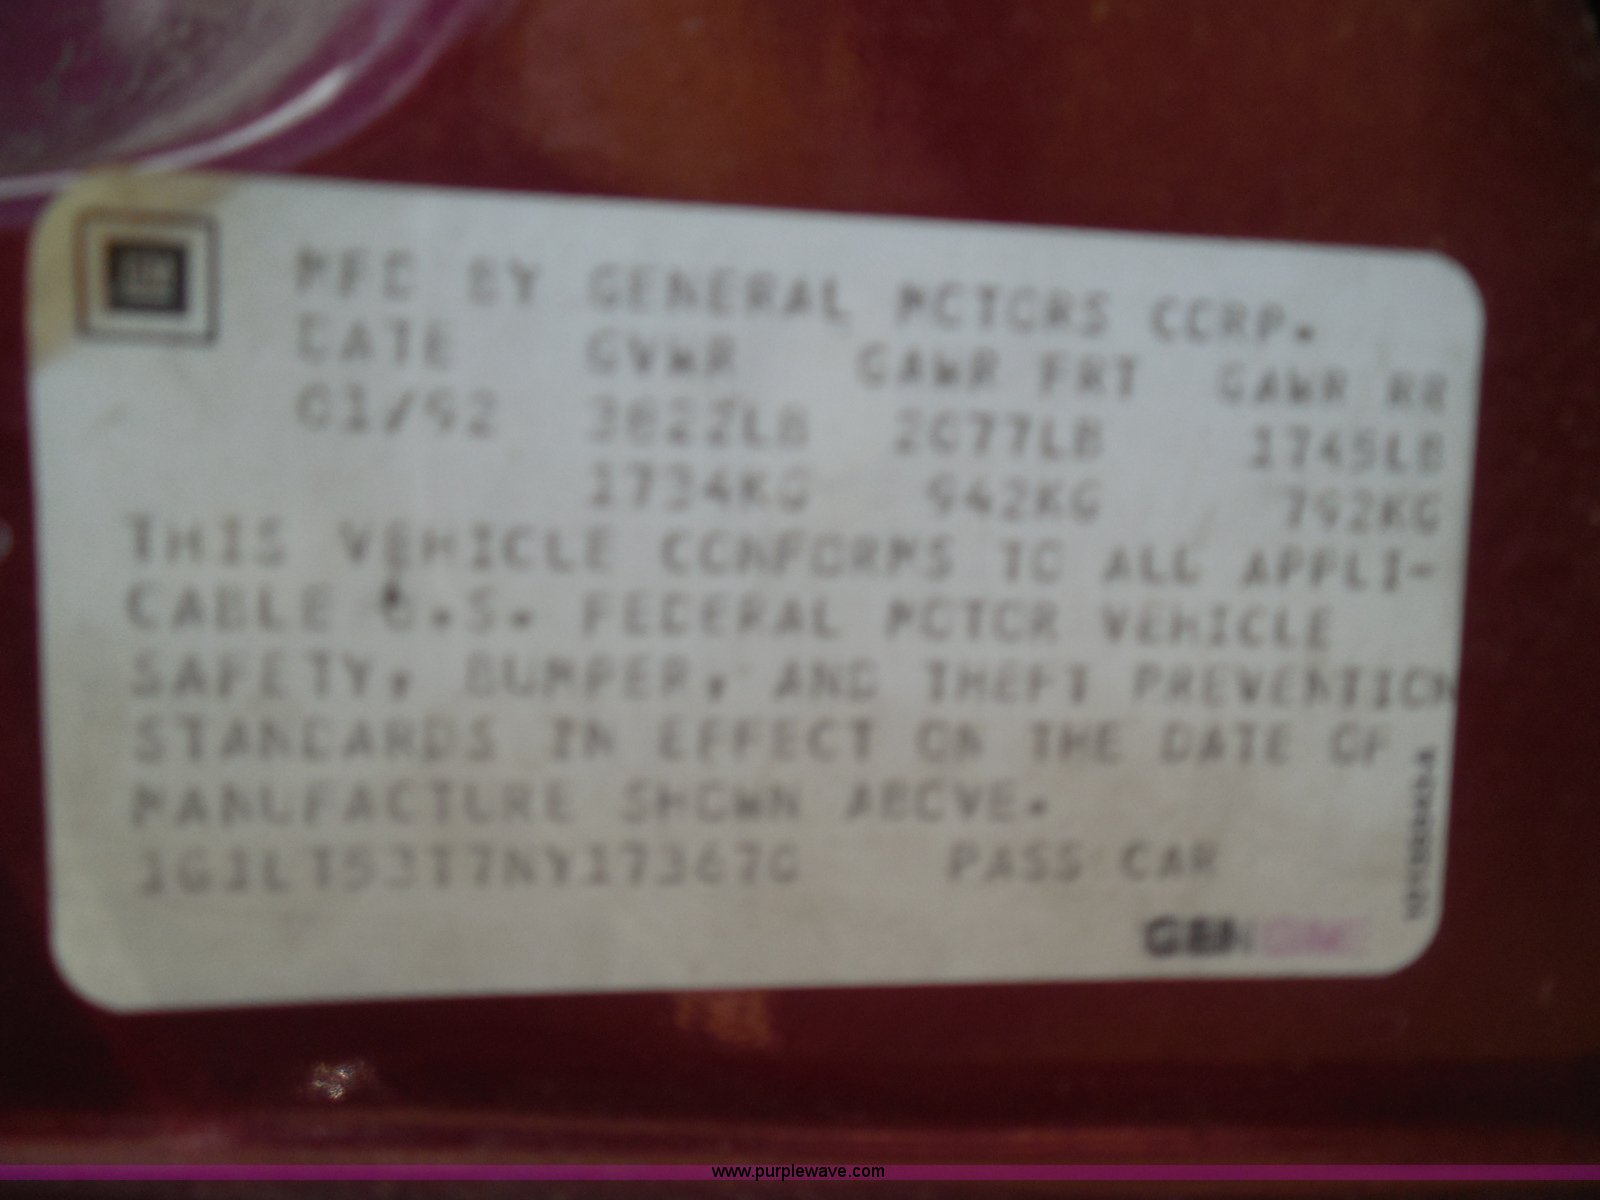 MFD BY GENERAL MOTORS CORP.
DATE GVWR GAWR FRT GAWR RR
01/92 3822LB 2077LB 1745LB
1734KG 942KG 792KG
THIS VEHICLE CONFORMS TO ALL APPLI-
CABLE U.S. FEDERAL MOTOR VEHICLE
SAFETY, BUMPER, AND THEFT PREVENTION
STANDARDS IN EFFECT ON THE DATE OF
MANUFACTURE SHOWN ABOVE.
1G1LT53T7NY173670 PASS CAR
www.purplewave.com